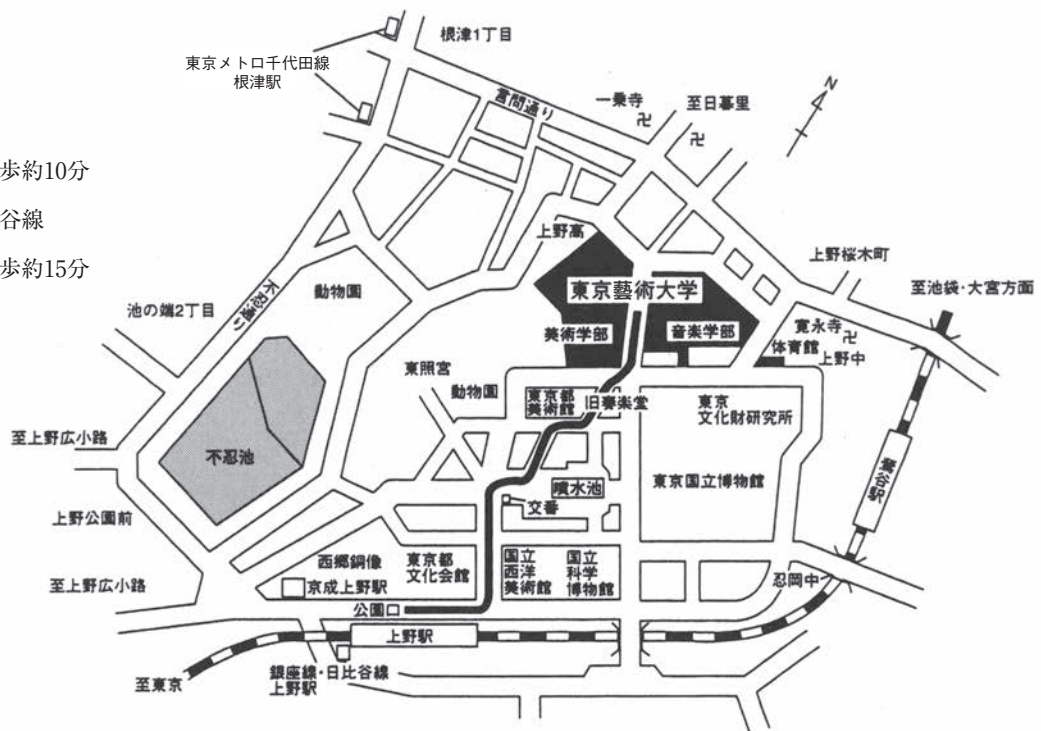 根津1丁目
東京メトロ千代田線
根津駅
言問通り
一乗寺
至日暮里
N
歩約10分
谷線
歩約15分
上野高
上野桜木町
至池袋・大宮方面
東京藝術大学
動物園
不忍通り
池の端2丁目
美術学部
音楽学部
寛永寺
体育館
上野中
東照宮
動物園
東京都
美術館
旧奏楽堂
東京
文化財研究所
至上野広小路
不忍池
鶯谷駅
噴水池
東京国立博物館
交番
上野公園前
西郷銅像
東京都
文化会館
国立
西洋
美術館
国立
科学
博物館
至上野広小路
京成上野駅
忍岡中
公園口
上野駅
至東京
銀座線・日比谷線
上野駅